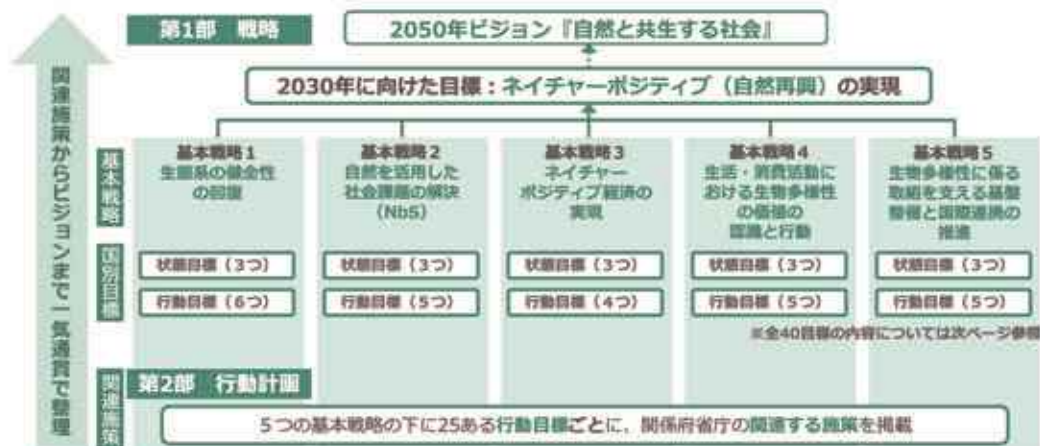 関連施策からビジョンまで一気通貫で整理
第1部 戦略
2050年ビジョン『自然と共生する社会』
2030年に向けた目標：ネイチャーポジティブ（自然再興）の実現
基本戦略
基本戦略1
生態系の健全性
の回復
基本戦略2
自然を活用した
社会課題の解決
（NbS）
基本戦略3
ネイチャー
ポジティブ経済の
実現
基本戦略4
生活・消費活動に
おける生物多様性
の価値の
認識と行動
基本戦略5
生物多様性に係る
取組を支える基盤
整備と国際連携の
推進
国別目標
状態目標（3つ）
状態目標（3つ）
状態目標（3つ）
状態目標（3つ）
状態目標（3つ）
行動目標（6つ）
行動目標（5つ）
行動目標（4つ）
行動目標（5つ）
行動目標（5つ）
※全40目標の内容については次ページ参照
関連施策
第2部 行動計画
5つの基本戦略の下に25ある行動目標ごとに、関係府省庁の関連する施策を掲載